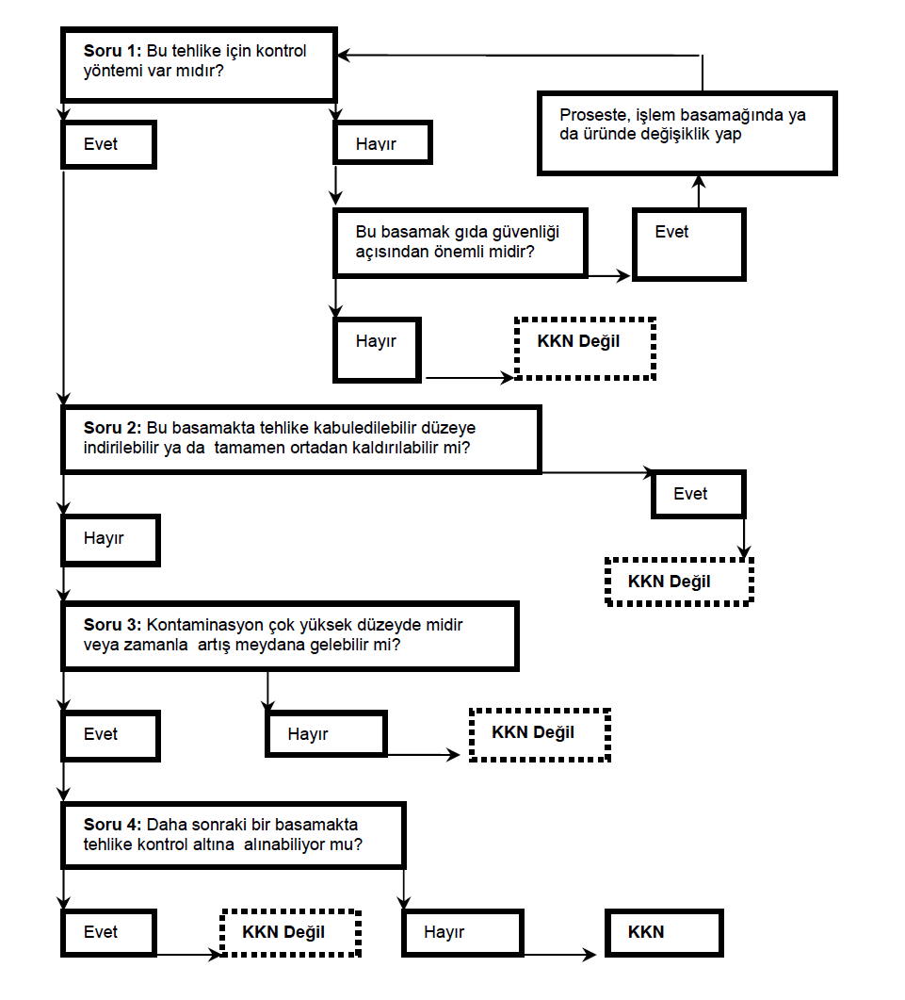 Soru 1: Bu tehlike için kontrol
yöntemi var mıdır?
Proseste, işlem basamağında ya
da üründe değişiklik yap
Evet
Hayır
Bu basamak gıda güvenliği
açısından önemli midir?
Evet
Hayır
KKN Değil
Soru 2: Bu basamakta tehlike kabuledilebilir düzeye
indirilebilir ya da tamamen ortadan kaldırılabilir mi?
Evet
Hayır
KKN Değil
Soru 3: Kontaminasyon çok yüksek düzeyde midir
veya zamanla artış meydana gelebilir mi?
Evet
Hayır
KKN Değil
Soru 4: Daha sonraki bir basamakta
tehlike kontrol altına alınabiliyor mu?
Evet
KKN Değil
Hayır
KKN